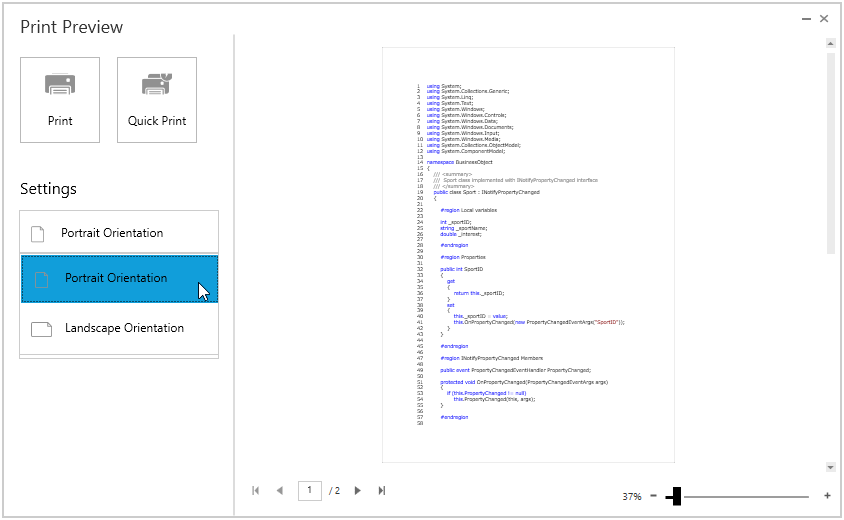 Print Preview
Print
Quick Print
Settings
Portrait Orientation
Portrait Orientation
Landscape Orientation
1 using System;
2 using System.Collections.Generic;
3 using System.Linq;
4 using System.Text;
5 using System.Windows;
6 using System.Windows.Controls;
7 using System.Windows.Data;
8 using System.Windows.Documents;
9 using System.Windows.Input;
10 using System.Windows.Media;
11 using System.Collections.ObjectModel;
12 using System.ComponentModel;
13
14 namespace BusinessObject
15 {
16 /// <summary>
17 /// Sport class implemented with INotifyPropertyChanged interface
18 /// </summary>
19 public class Sport : INotifyPropertyChanged
20 {
21
22 #region Local variables
23
24 int _sportID;
25 string _sportName;
26 double _interest;
27
28 #endregion
29
30 #region Properties
31
32 public int SportID
33 {
34 get
35 {
36 return this._sportID;
37 }
38 set
39 {
40 this._sportID = value;
41 this.OnPropertyChanged(new PropertyChangedEventArgs("SportID"));
42 }
43 }
44
45 #endregion
46
47 #region INotifyPropertyChanged Members
48
49 public event PropertyChangedEventHandler PropertyChanged;
50
51 protected void OnPropertyChanged(PropertyChangedEventArgs args)
52 {
53 if (this.PropertyChanged != null)
54 this.PropertyChanged(this, args);
55 }
56
57 #endregion
58
1 / 2
37%